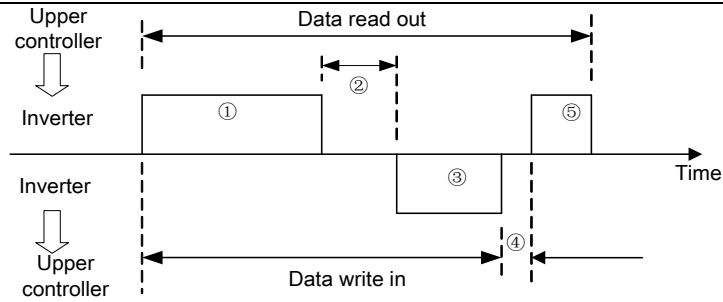 Upper
controller
Data read out
②
Inverter
①
⑤
Time
Inverter
③
④
Upper
controller
Data write in